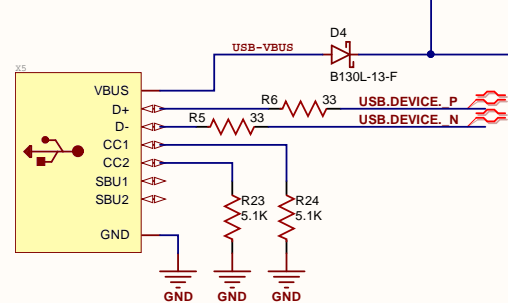 D4
USB-VBUS
B130L-13-F
X5
VBUS
R6 33 USB.DEVICE._P
D+
R5 33 USB.DEVICE._N
D-
CC1
CC2
SBU1
R23 R24
5.1K 5.1K
SBU2
GND
GND GND GND